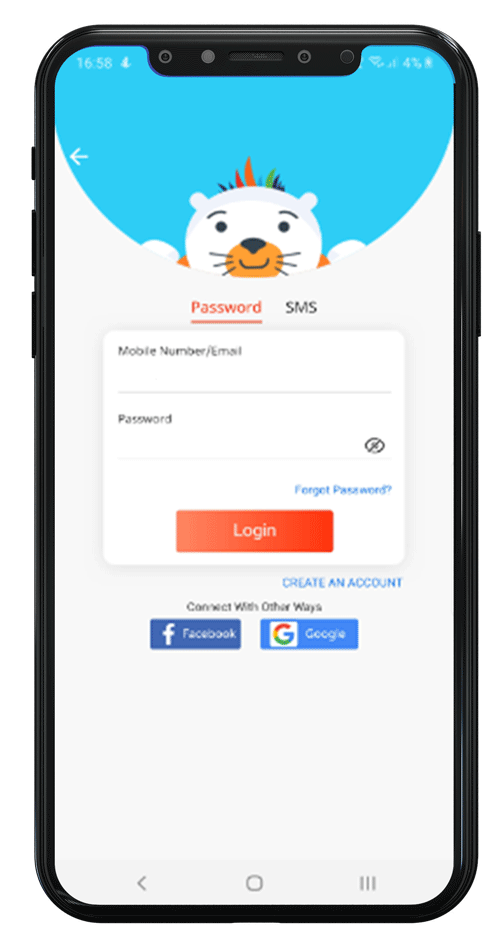 16:58 4%
Password SMS
Mobile Number/Email
Password
Forgot Password?
Login
CREATE AN ACCOUNT
Connect With Other Ways
f Facebook G Google